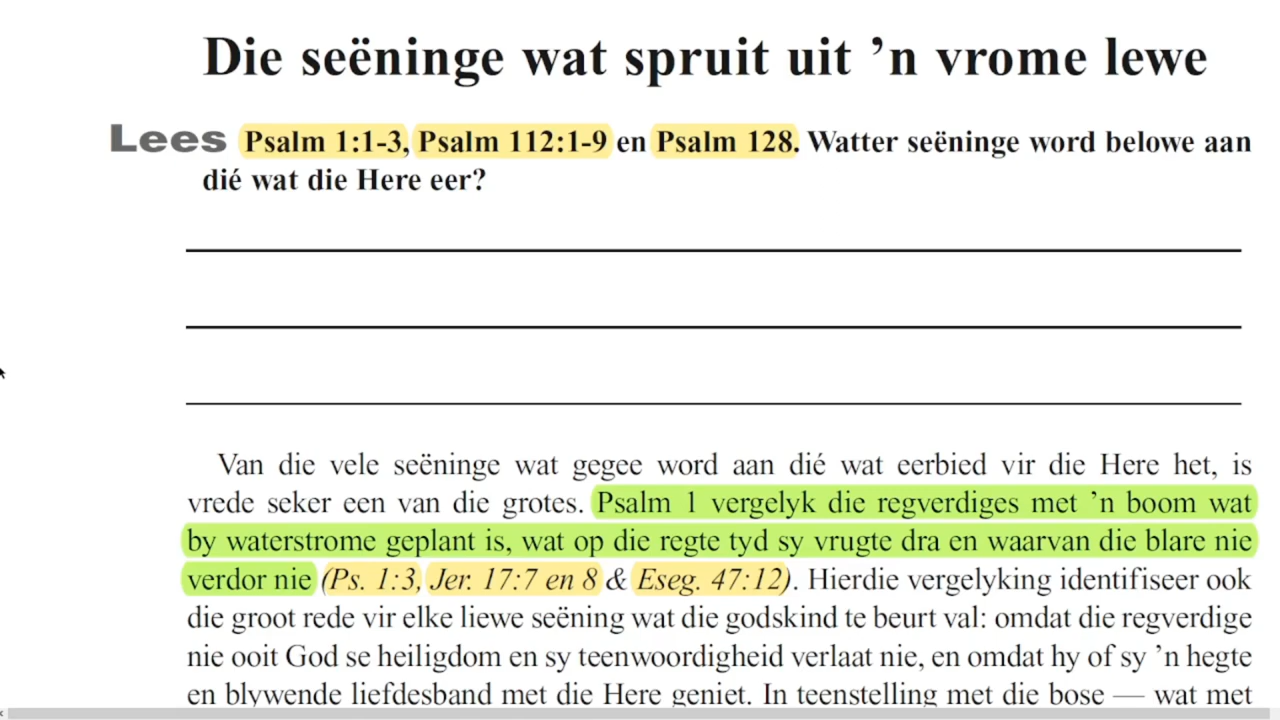 Die seëninge wat spruit uit ’n vrome lewe
Lees Psalm 1:1-3, Psalm 112:1-9 en Psalm 128. Watter seëninge word belowe aan
dié wat die Here eer?
Van die vele seëninge wat gegee word aan dié wat eerbied vir die Here het, is
vrede seker een van die grotes. Psalm 1 vergelyk die regverdiges met ’n boom wat
by waterstrome geplant is, wat op die regte tyd sy vrugte dra en waarvan die blare nie
verdor nie (Ps. 1:3, Jer. 17:7 en 8 & Eseg. 47:12). Hierdie vergelyking identifiseer ook
die groot rede vir elke liewe seëning wat die godskind te beurt val: omdat die regverdige
nie ooit God se heiligdom en sy teenwoordigheid verlaat nie, en omdat hy of sy ’n hegte
en blywende liefdesband met die Here geniet. In teenstelling met die bose — wat met